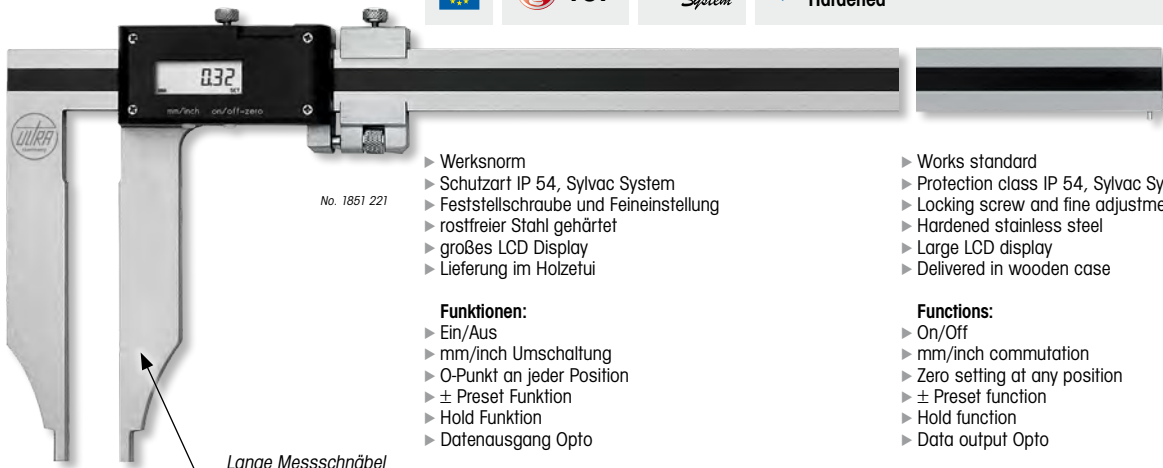 System
Hardened
0.32
SET
mm/inch on/off-zero
ULTRA
No. 1851 221
▶ Werksnorm
▶ Schutzart IP 54, Sylvac System
▶ Feststellschraube und Feineinstellung
▶ rostfreier Stahl gehärtet
▶ großes LCD Display
▶ Lieferung im Holzetui
Funktionen:
▶ Ein/Aus
▶ mm/inch Umschaltung
▶ O-Punkt an jeder Position
▶ ± Preset Funktion
▶ Hold Funktion
▶ Datenausgang Opto
▶ Works standard
▶ Protection class IP 54, Sylvac Sy
▶ Locking screw and fine adjustme
▶ Hardened stainless steel
▶ Large LCD display
▶ Delivered in wooden case
Functions:
▶ On/Off
▶ mm/inch commutation
▶ Zero setting at any position
▶ ± Preset function
▶ Hold function
▶ Data output Opto
Lange Messschnäbel